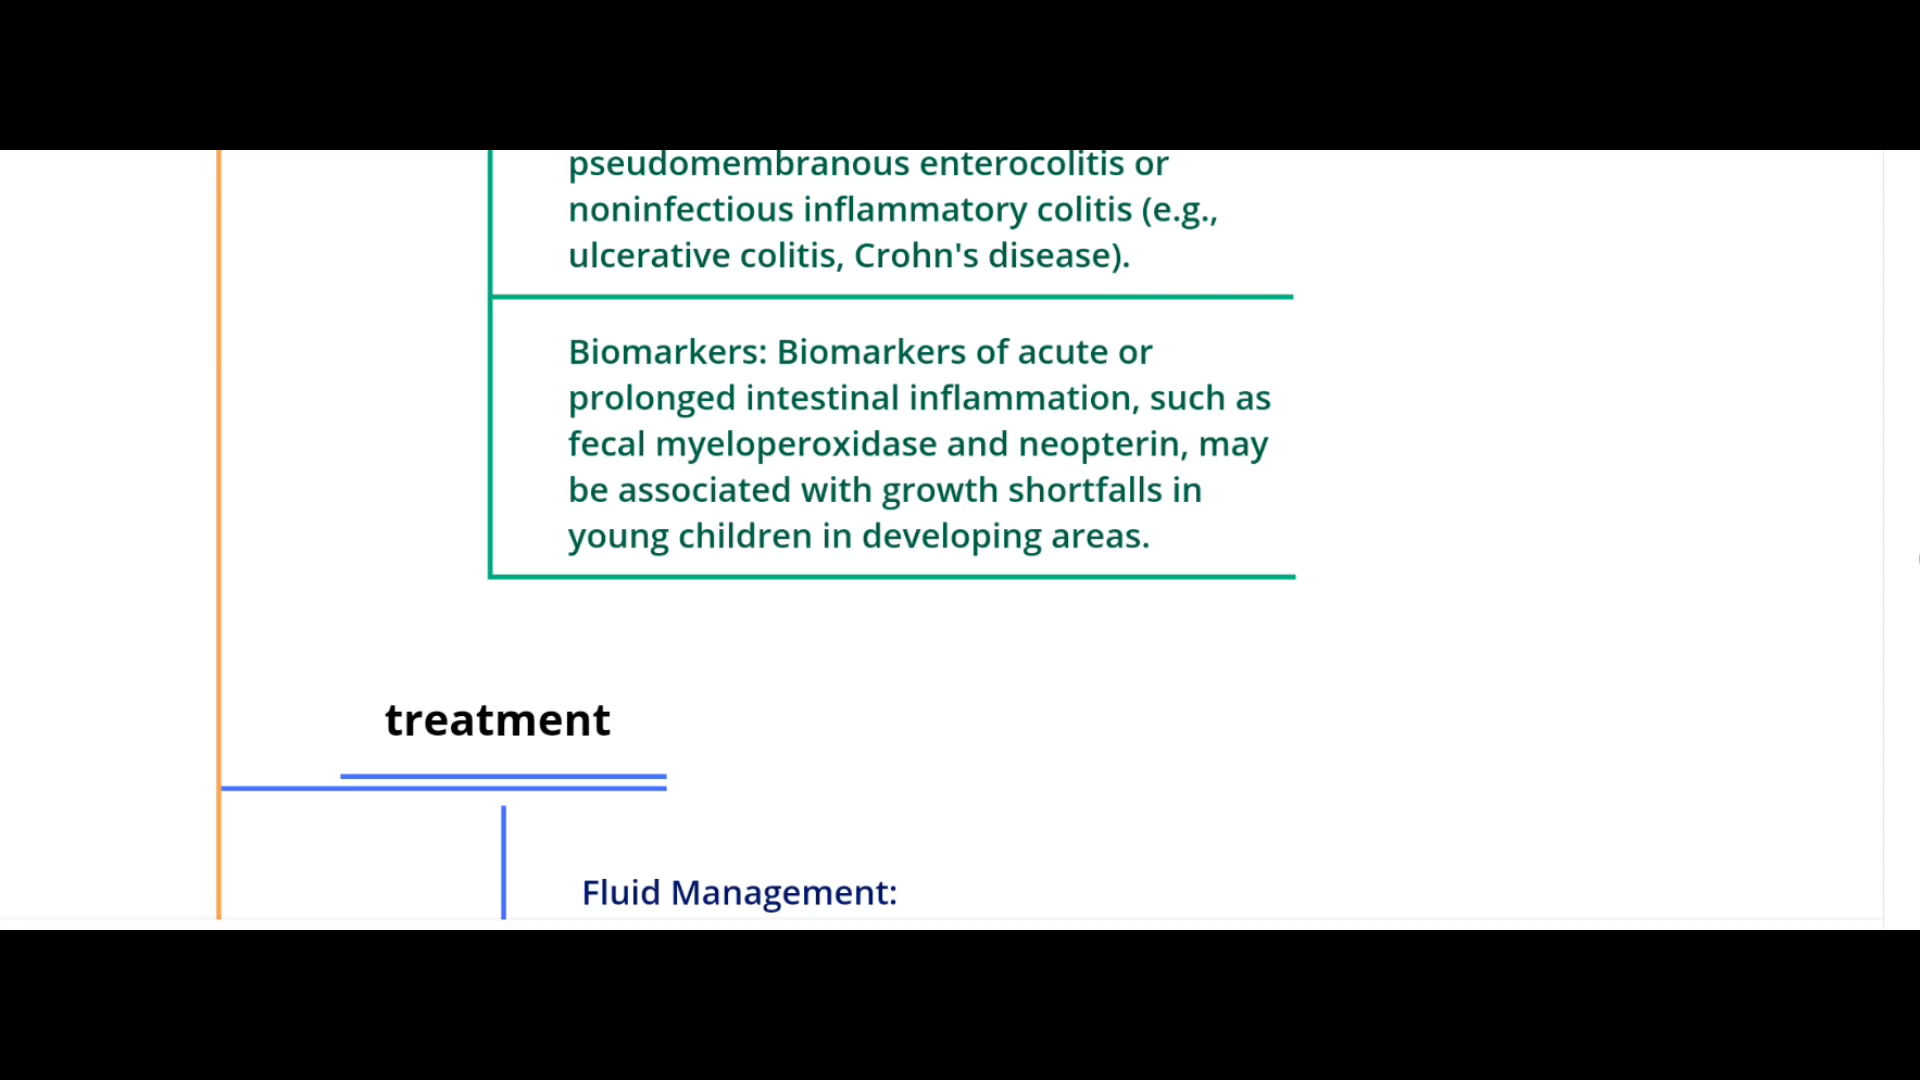 pseudomembranous enterocolitis or
noninfectious inflammatory colitis (e.g.,
ulcerative colitis, Crohn's disease).
Biomarkers: Biomarkers of acute or
prolonged intestinal inflammation, such as
fecal myeloperoxidase and neopterin, may
be associated with growth shortfalls in
young children in developing areas.
treatment
Fluid Management: